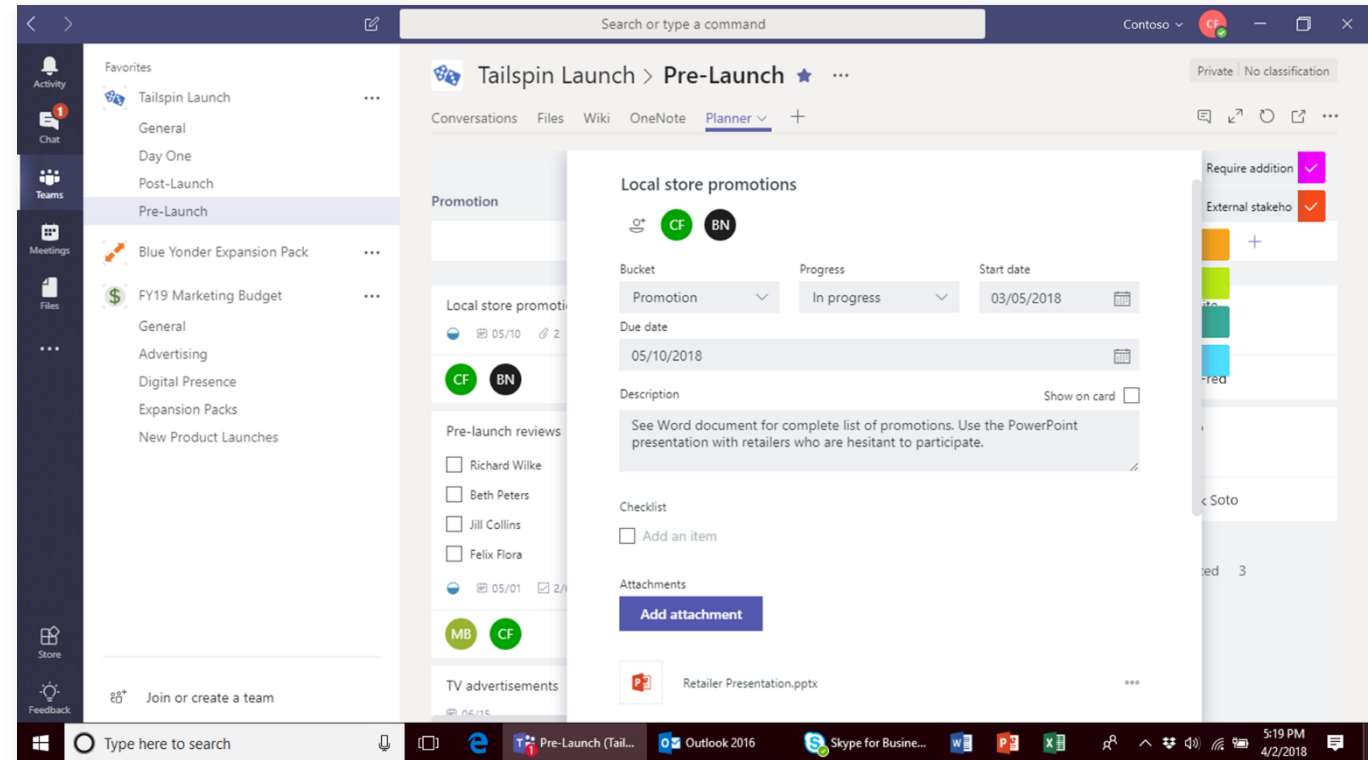 Search or type a command
Contoso
CF
Activity
1
Chat
Teams
Meetings
Files
Store
Feedback
Favorites
Tailspin Launch
General
Day One
Post-Launch
Pre-Launch
Blue Yonder Expansion Pack
FY19 Marketing Budget
General
Advertising
Digital Presence
Expansion Packs
New Product Launches
Join or create a team
Tailspin Launch > Pre-Launch
Private No classification
Conversations Files Wiki OneNote Planner
Promotion
Local store promoti
05/10 2
CF BN
Pre-launch reviews
Richard Wilke
Beth Peters
Jill Collins
Felix Flora
05/01 2/
MB CF
TV advertisements
06/15
Local store promotions
CF BN
Bucket Progress Start date
Promotion In progress 03/05/2018
Due date
05/10/2018
Description Show on card
See Word document for complete list of promotions. Use the PowerPoint
presentation with retailers who are hesitant to participate.
Checklist
Add an item
Attachments
Add attachment
Retailer Presentation.pptx
Require addition
External stakeho
Soto
3
Type here to search
Pre-Launch (Tail...
Outlook 2016
Skype for Busine...
5:19 PM
4/2/2018